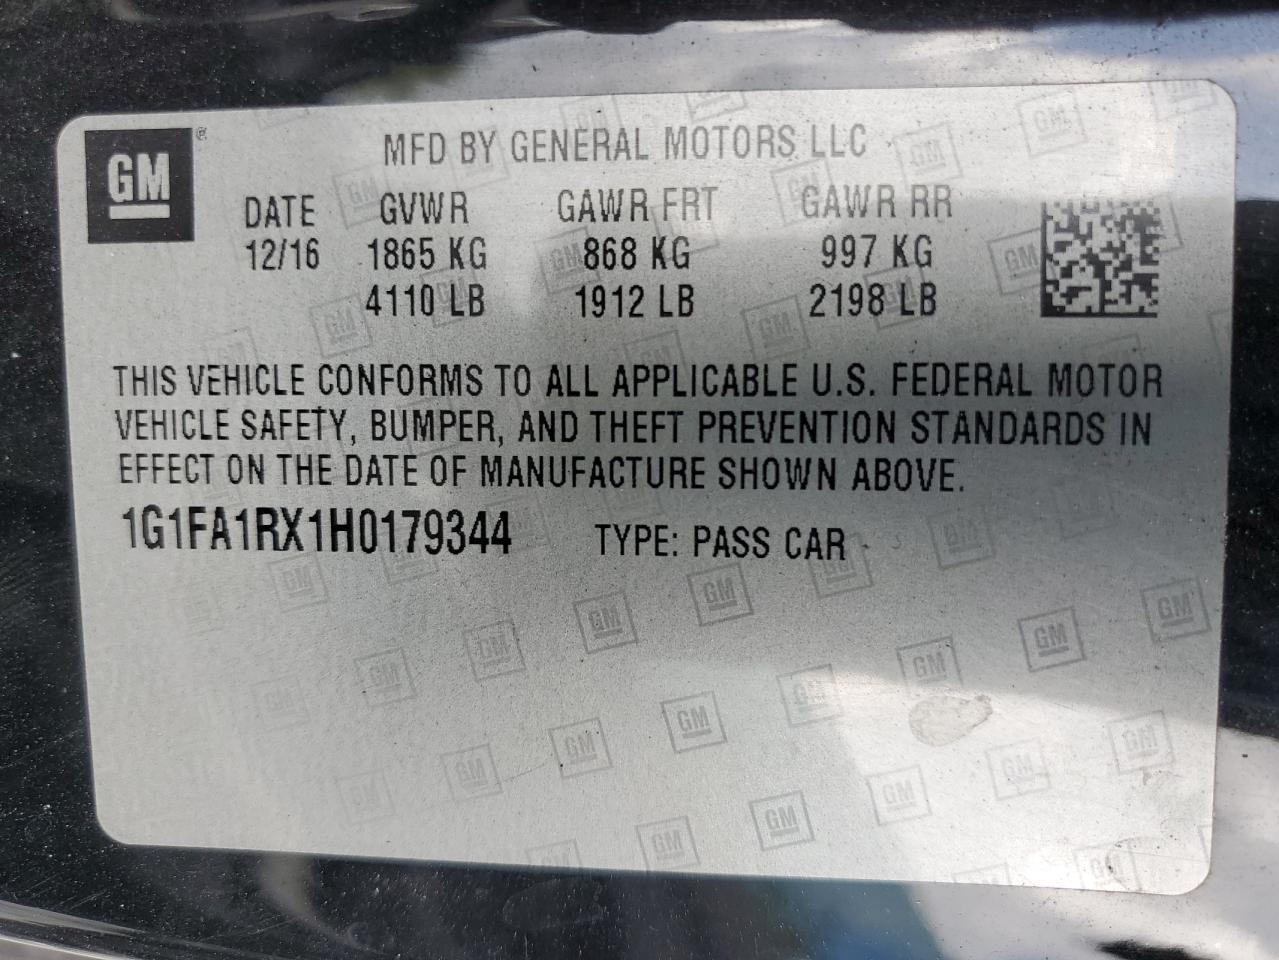 GM®
MFD BY GENERAL MOTORS LLC
DATE GVWR GAWR FRT GAWR RR
12/16 1865 KG 868 KG 997 KG
4110 LB 1912 LB 2198 LB
THIS VEHICLE CONFORMS TO ALL APPLICABLE U.S. FEDERAL MOTOR
VEHICLE SAFETY, BUMPER, AND THEFT PREVENTION STANDARDS IN
EFFECT ON THE DATE OF MANUFACTURE SHOWN ABOVE.
1G1FA1RX1H0179344 TYPE: PASS CAR